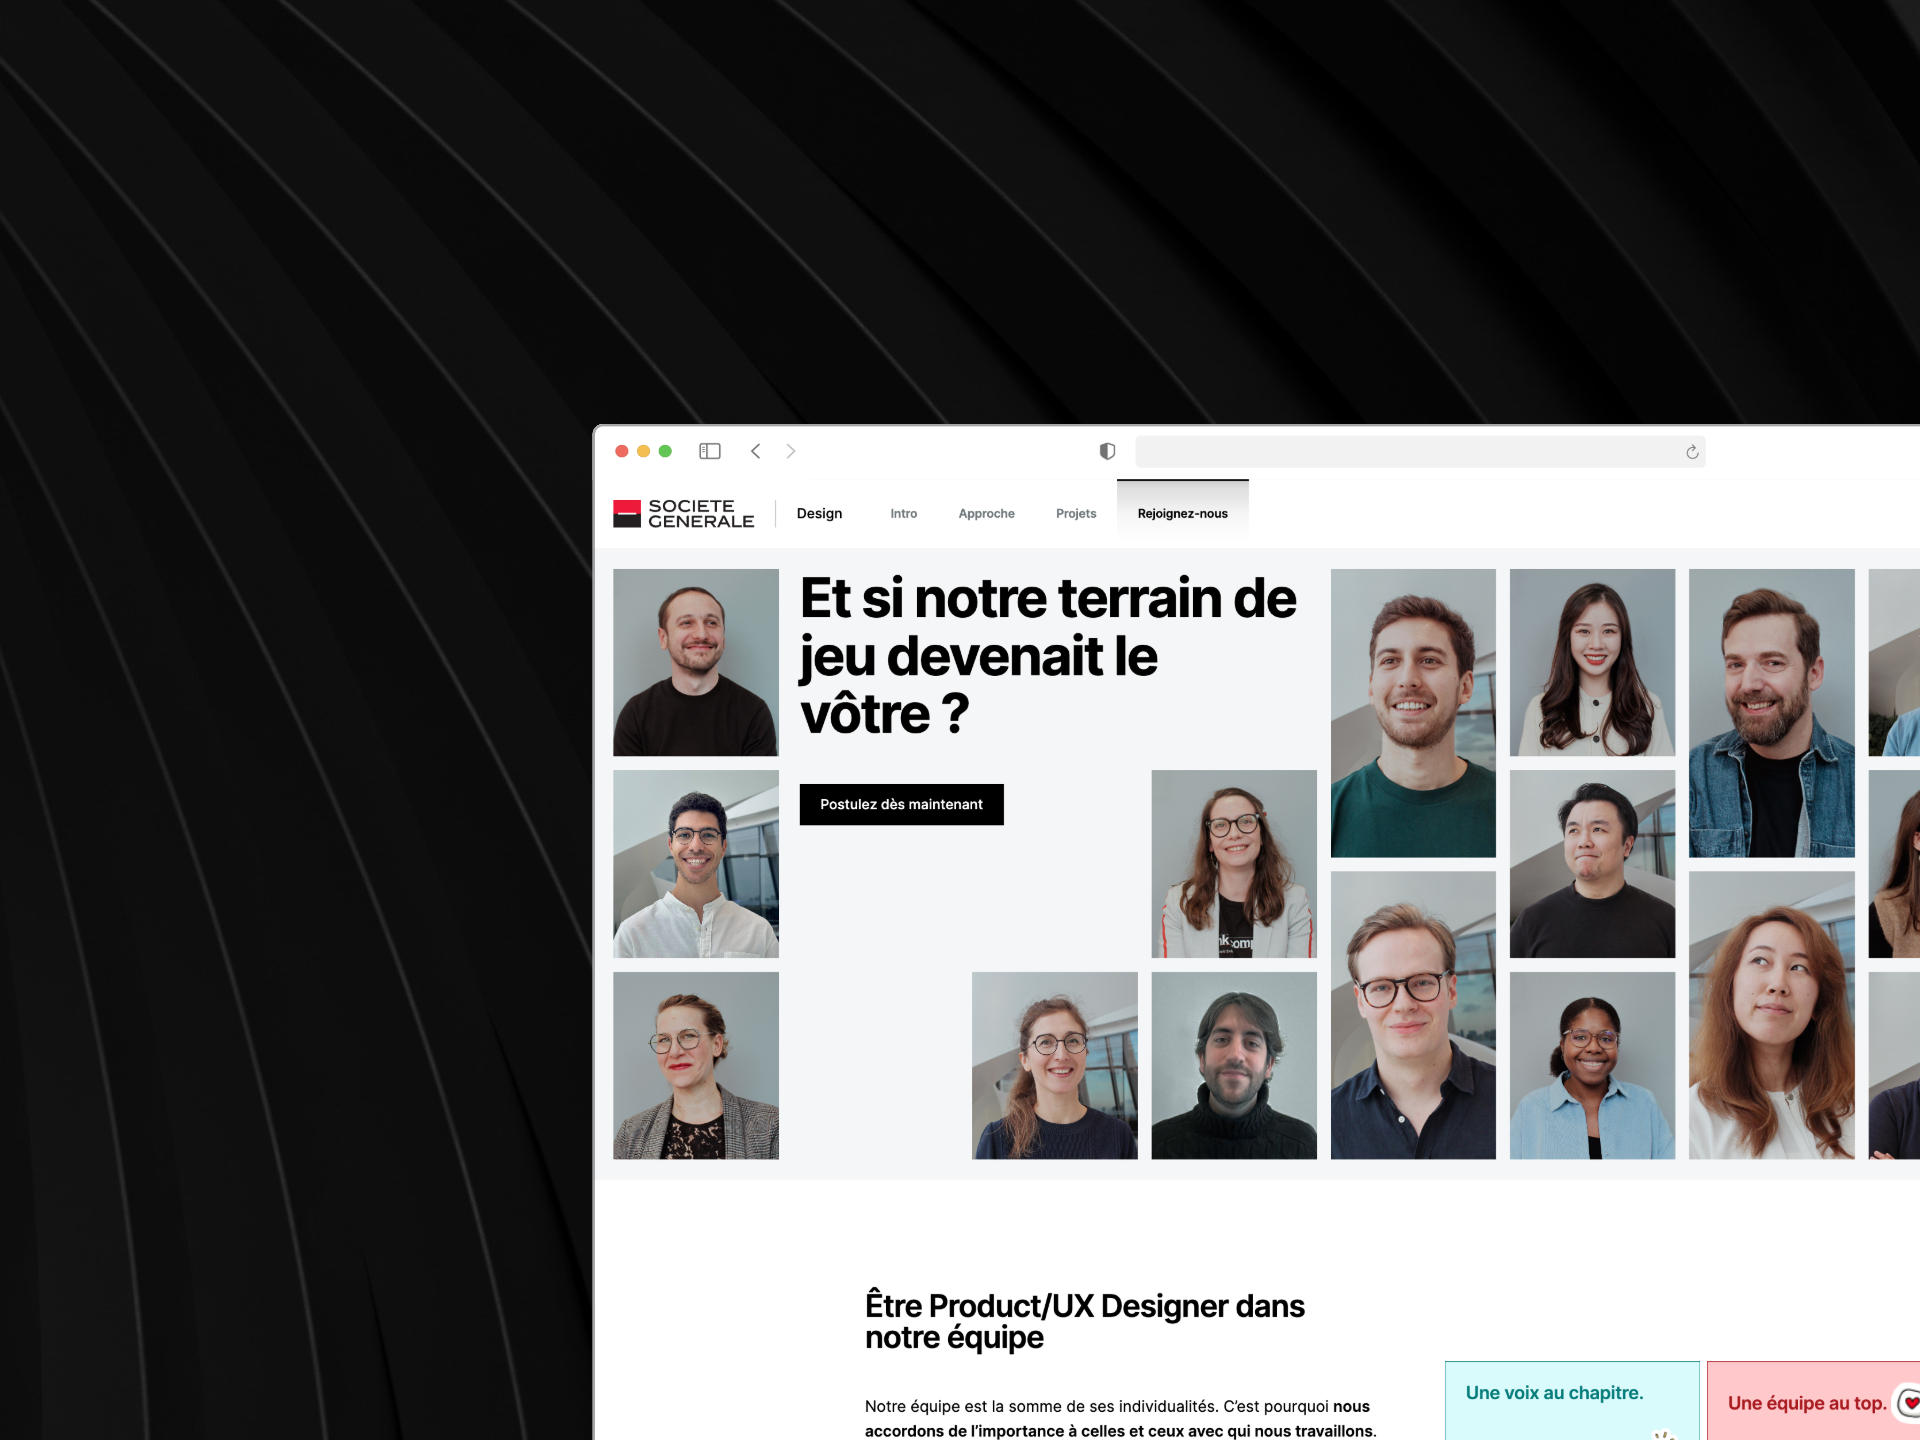 SOCIETE
GENERALE
Design
Intro
Approche
Projets
Rejoignez-nous
Et si notre terrain de
jeu devenait le
vôtre ?
Postulez dès maintenant
Être Product/UX Designer dans
notre équipe
Notre équipe est la somme de ses individualités. C’est pourquoi nous
accordons de l’importance à celles et ceux avec qui nous travaillons.
Une voix au chapitre.
Une équipe au top.